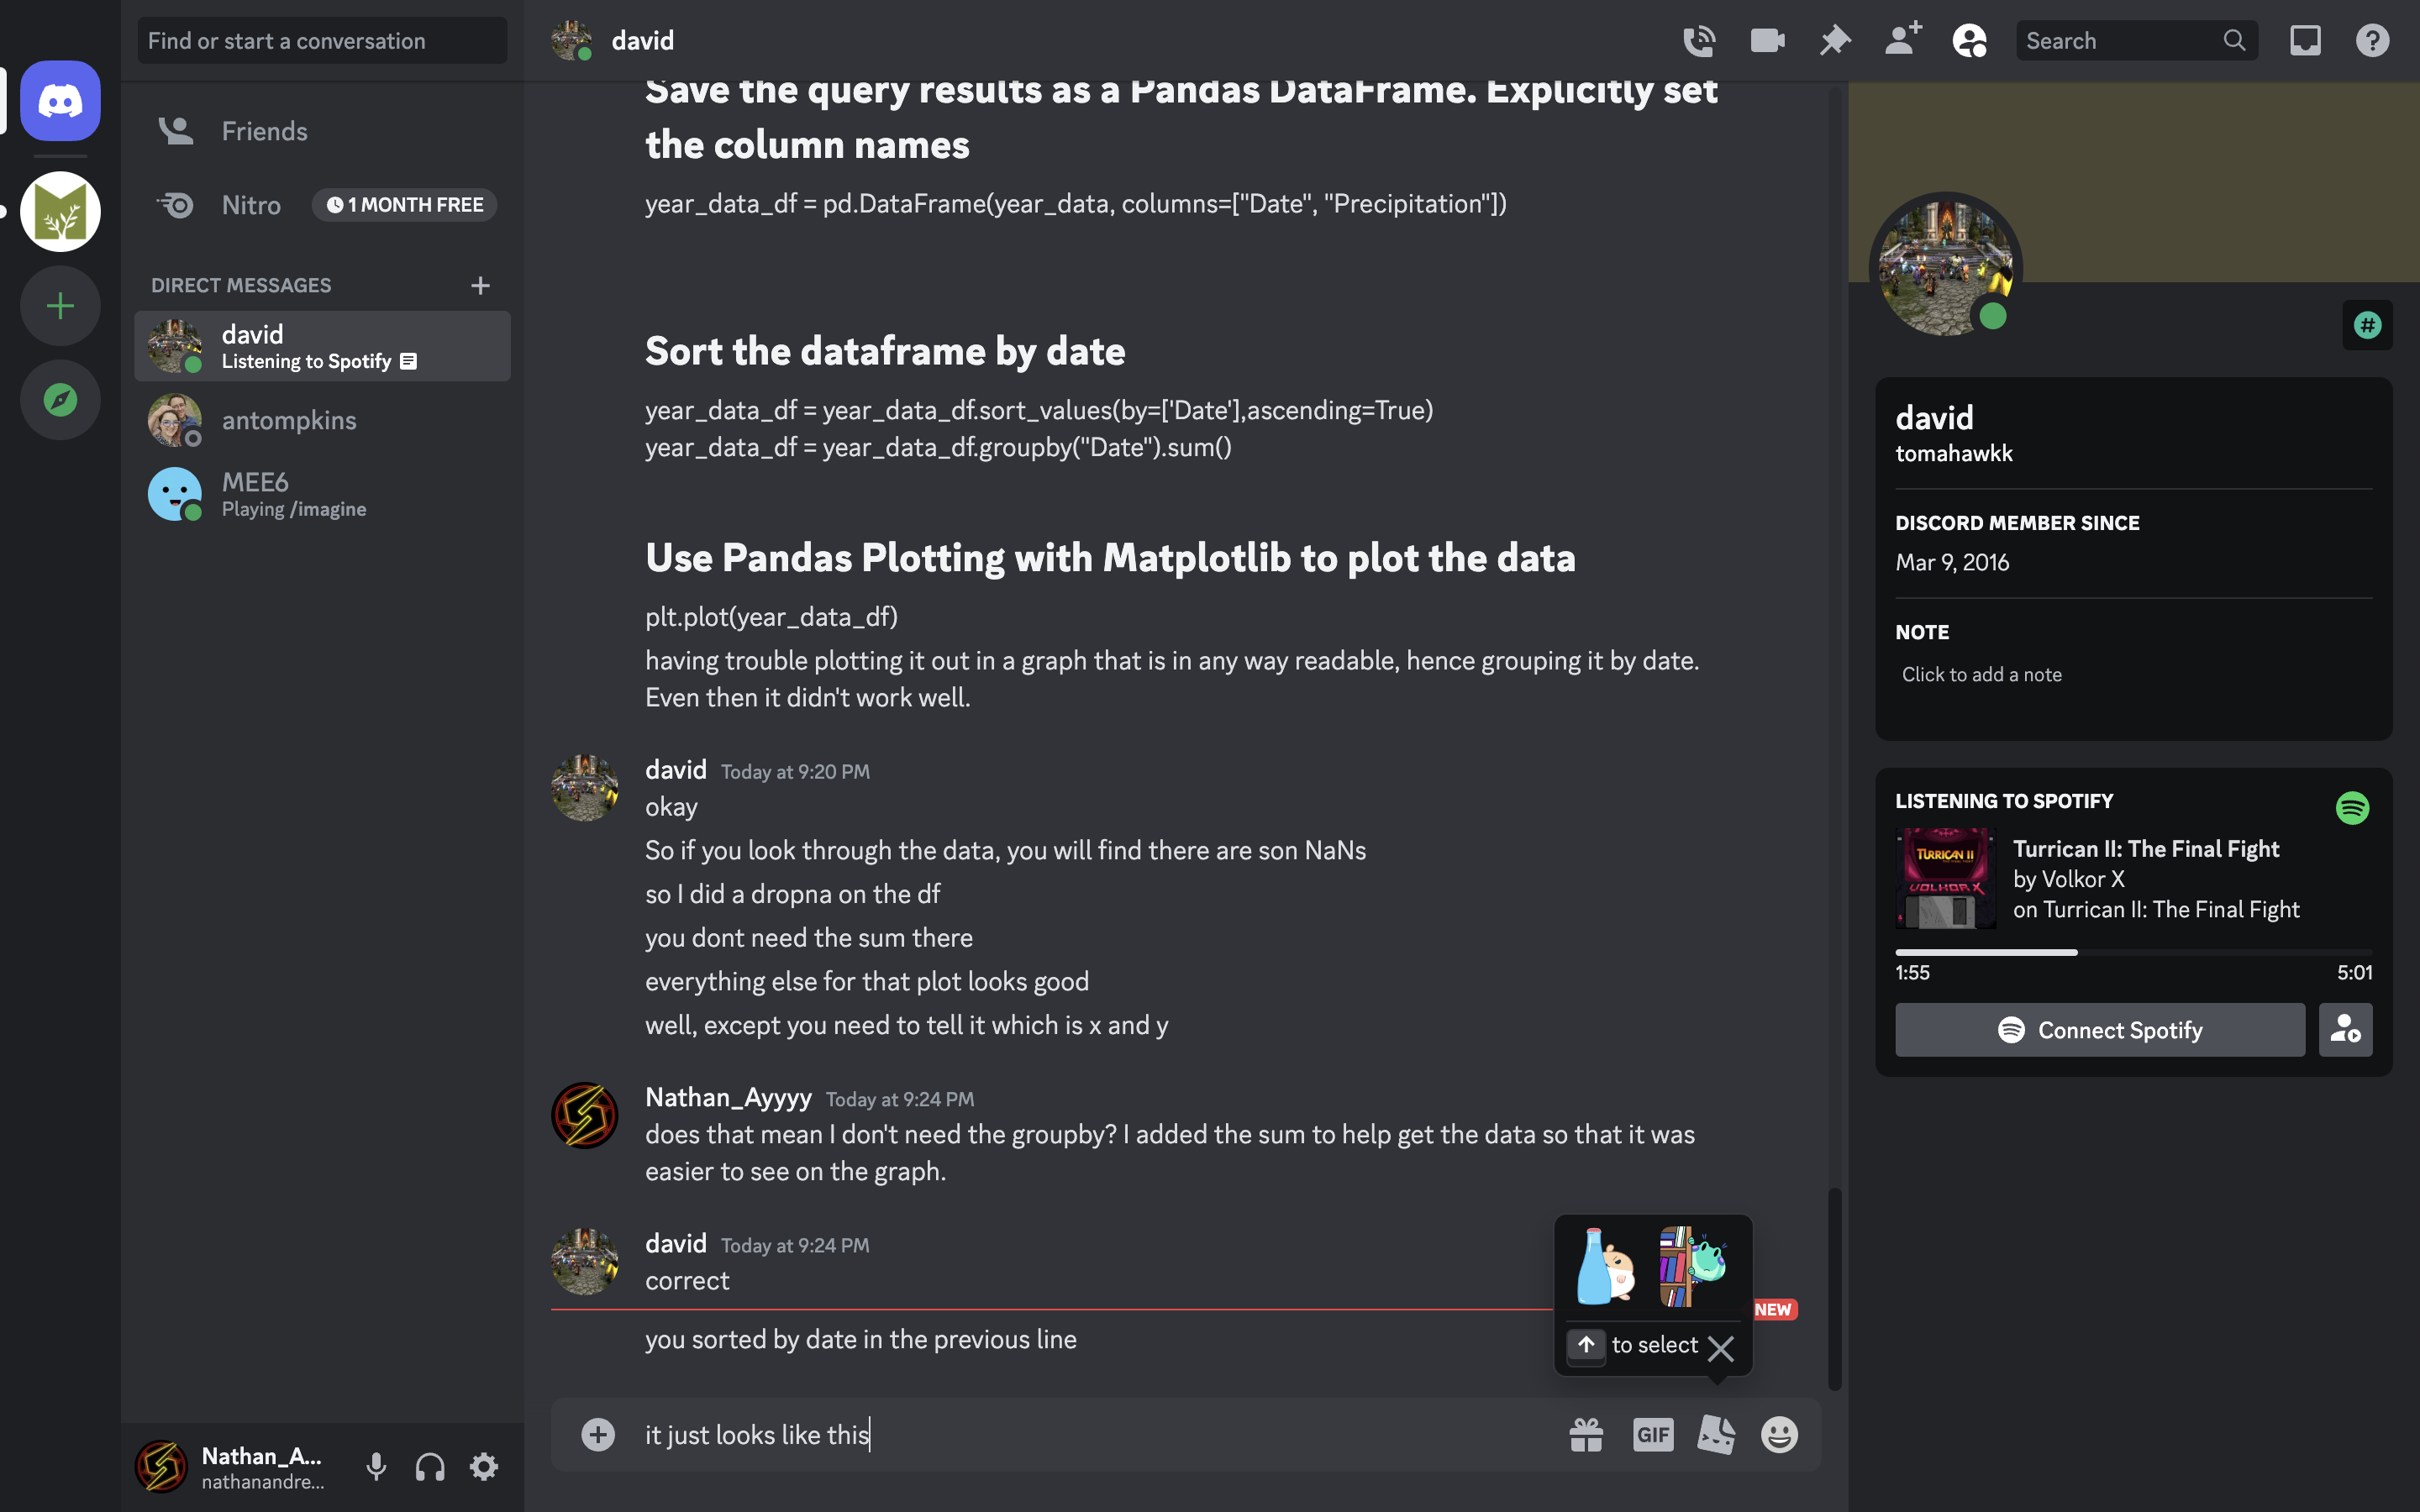 Find or start a conversation
Friends
Nitro
1 MONTH FREE
DIRECT MESSAGES
david
Listening to Spotify
antompkins
MEE6
Playing /imagine
Nathan_A...
nathanandre...
david
Search
Save the query results as a Pandas DataFrame. Explicitly set
the column names
year_data_df = pd.DataFrame(year_data, columns=["Date", "Precipitation"])
Sort the dataframe by date
year_data_df = year_data_df.sort_values(by=['Date'],ascending=True)
year_data_df = year_data_df.groupby("Date").sum()
Use Pandas Plotting with Matplotlib to plot the data
plt.plot(year_data_df)
having trouble plotting it out in a graph that is in any way readable, hence grouping it by date.
Even then it didn't work well.
david Today at 9:20 PM
okay
So if you look through the data, you will find there are son NaNs
so I did a dropna on the df
you dont need the sum there
everything else for that plot looks good
well, except you need to tell it which is x and y
Nathan_Ayyyy Today at 9:24 PM
does that mean I don't need the groupby? I added the sum to help get the data so that it was
easier to see on the graph.
david Today at 9:24 PM
correct
NEW
you sorted by date in the previous line
to select
it just looks like this
GIF
david
tomahawkk
DISCORD MEMBER SINCE
Mar 9, 2016
NOTE
Click to add a note
LISTENING TO SPOTIFY
TURRICAN II
VOLKOR X
Turrican II: The Final Fight
by Volkor X
on Turrican II: The Final Fight
1:55
5:01
Connect Spotify